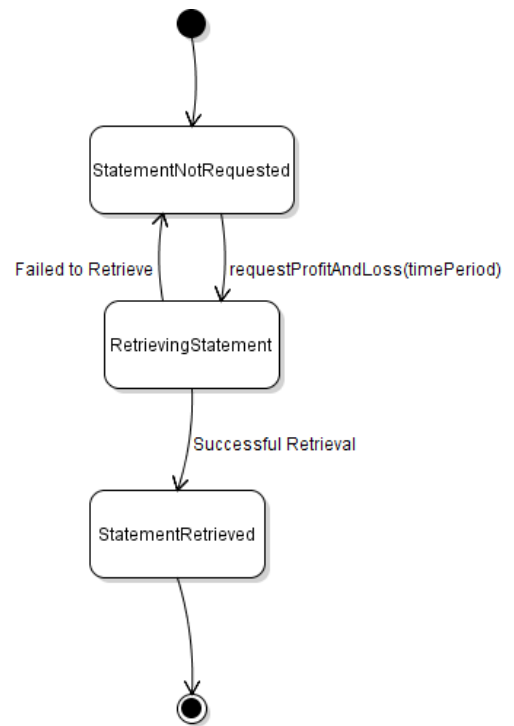 StatementNotRequested
Failed to Retrieve
requestProfitAndLoss(timePeriod)
RetrievingStatement
Successful Retrieval
StatementRetrieved